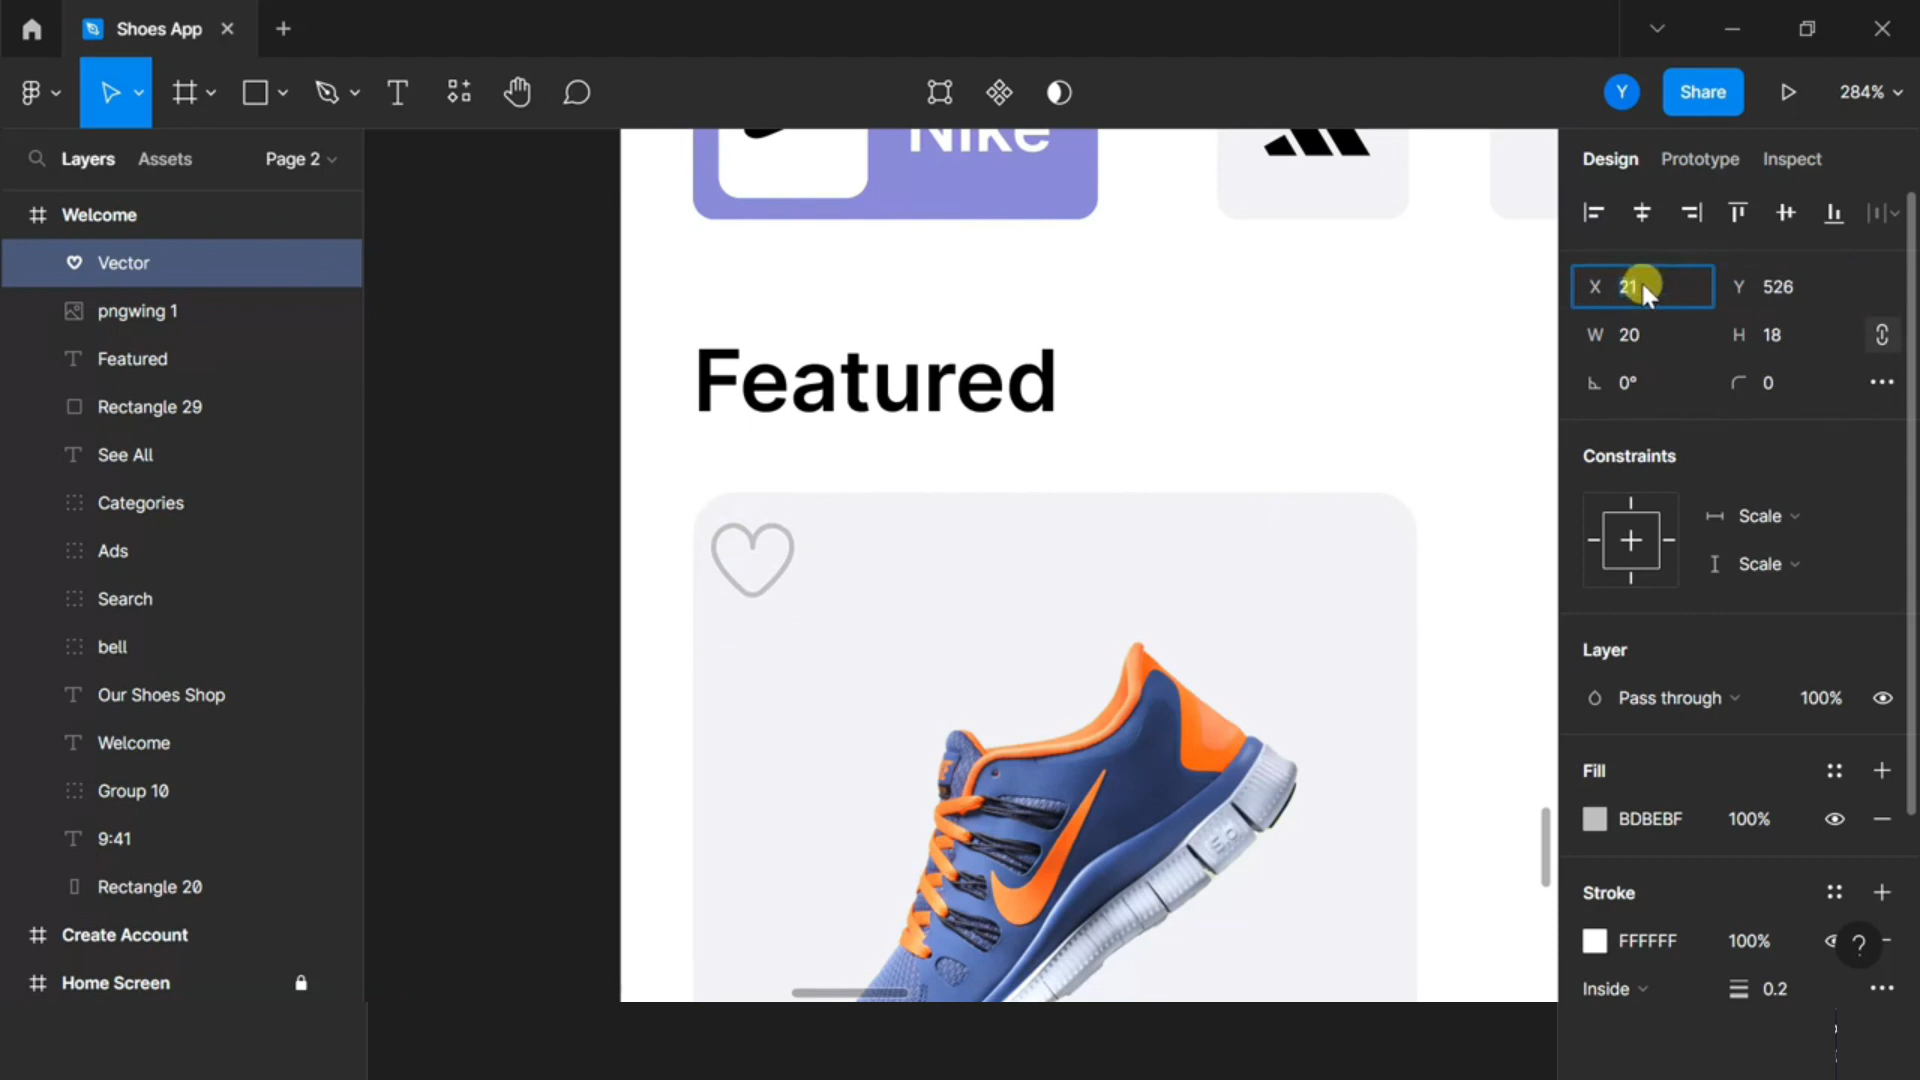 Shoes App
Y
Share
284%
Layers
Assets
Page 2
Welcome
Vector
pngwing 1
Featured
Rectangle 29
See All
Categories
Ads
Search
bell
Our Shoes Shop
Welcome
Group 10
9:41
Rectangle 20
Create Account
Home Screen
Nike
Featured
5.0
Design
Prototype
Inspect
X 21
Y 526
W 20
H 18
0°
0
Constraints
Scale
Scale
Layer
Pass through
100%
Fill
BDBEBF
100%
Stroke
FFFFFF
100%
?
Inside
0.2